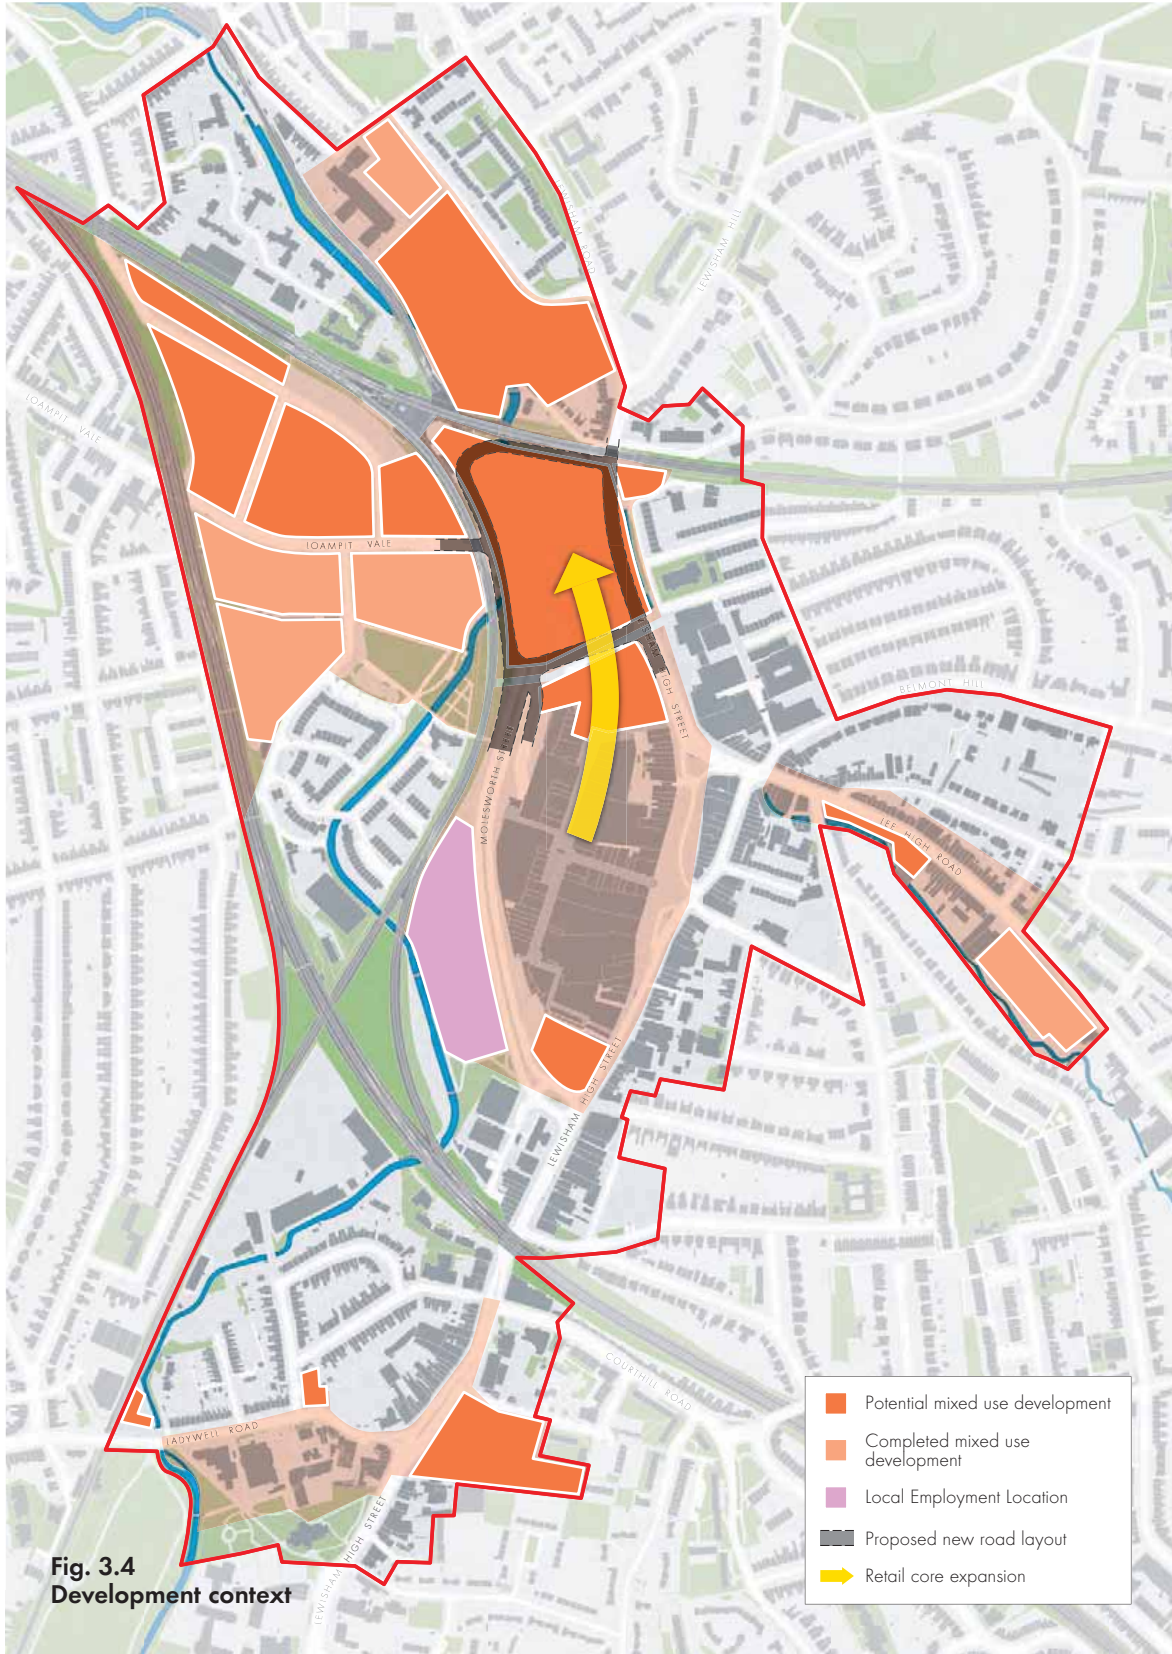 LEWISHAM ROAD
LEWISHAM HILL
LOAMPIT VALE
LOAMPIT VALE
HIGH STREET
BELMONT HILL
MOLESWORTH STREET
LEE HIGH ROAD
LEWISHAM HIGH STREET
COURTHILL ROAD
LADYWELL ROAD
LEWISHAM HIGH STREET
Potential mixed use development
Completed mixed use
development
Local Employment Location
Proposed new road layout
Retail core expansion
Fig. 3.4
Development context